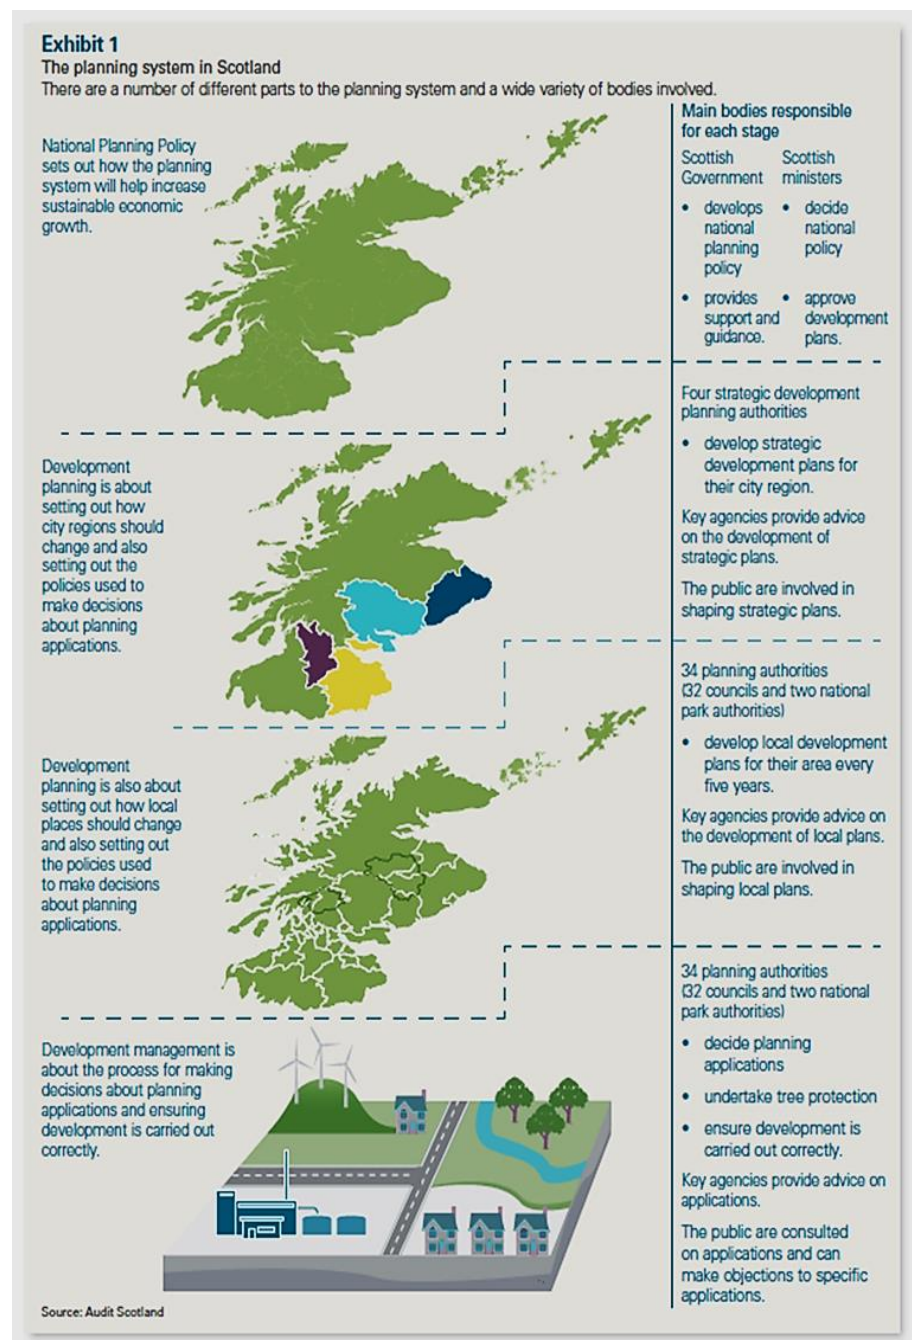 Exhibit 1
The planning system in Scotland
There are a number of different parts to the planning system and a wide variety of bodies involved.
National Planning Policy
sets out how the planning
system will help increase
sustainable economic
growth.
Main bodies responsible
for each stage
Scottish
Government
• develops
national
planning
policy
• provides
support and
guidance.
Scottish
ministers
• decide
national
policy
• approve
development
plans.
Development
planning is about
setting out how
city regions should
change and also
setting out the
policies used to
make decisions
about planning
applications.
Four strategic development
planning authorities
• develop strategic
development plans for
their city region.
Key agencies provide advice
on the development of
strategic plans.
The public are involved in
shaping strategic plans.
Development
planning is also about
setting out how local
places should change
and also setting out
the policies used
to make decisions
about planning
applications.
34 planning authorities
(32 councils and two national
park authorities)
• develop local development
plans for their area every
five years.
Key agencies provide advice on
the development of local plans.
The public are involved in
shaping local plans.
Development management is
about the process for making
decisions about planning
applications and ensuring
development is carried out
correctly.
34 planning authorities
(32 councils and two national
park authorities)
• decide planning
applications
• undertake tree protection
• ensure development is
carried out correctly.
Key agencies provide advice on
applications.
The public are consulted
on applications and can
make objections to specific
applications.
Source: Audit Scotland